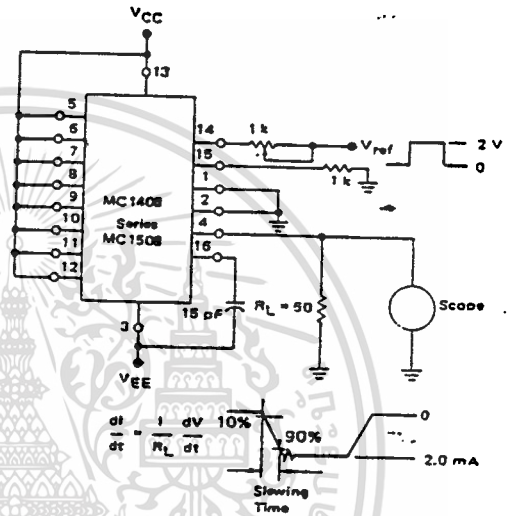 VCC
13
5
14
1 k
Vref
2 V
6
15
0
7
1
1 k
8
MC1408
2
9
Series
4
10
MC1508
16
11
12
15 pF
RL = 50
Scope
3
VEE
dI/dt = 1/RL dV/dt
10%
90%
0
2.0 mA
Slewing
Time